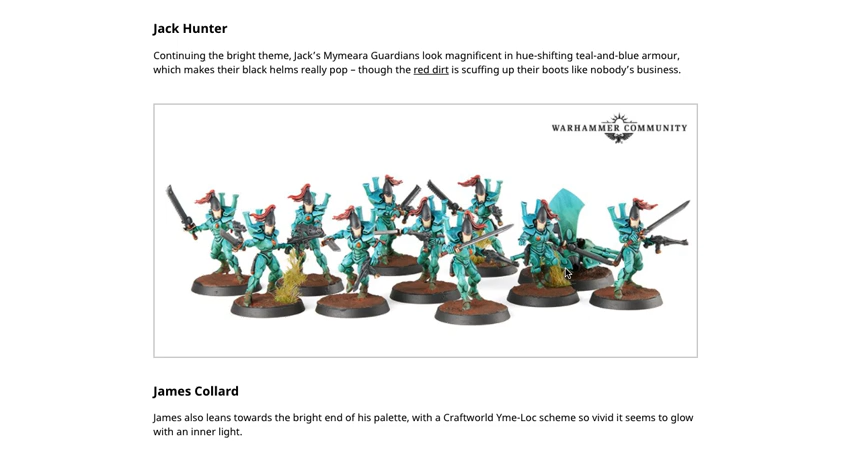 Jack Hunter
Continuing the bright theme, Jack’s Mymeara Guardians look magnificent in hue-shifting teal-and-blue armour,
which makes their black helms really pop – though the red dirt is scuffing up their boots like nobody’s business.
WARHAMMER COMMUNITY
James Collard
James also leans towards the bright end of his palette, with a Craftworld Yme-Loc scheme so vivid it seems to glow
with an inner light.